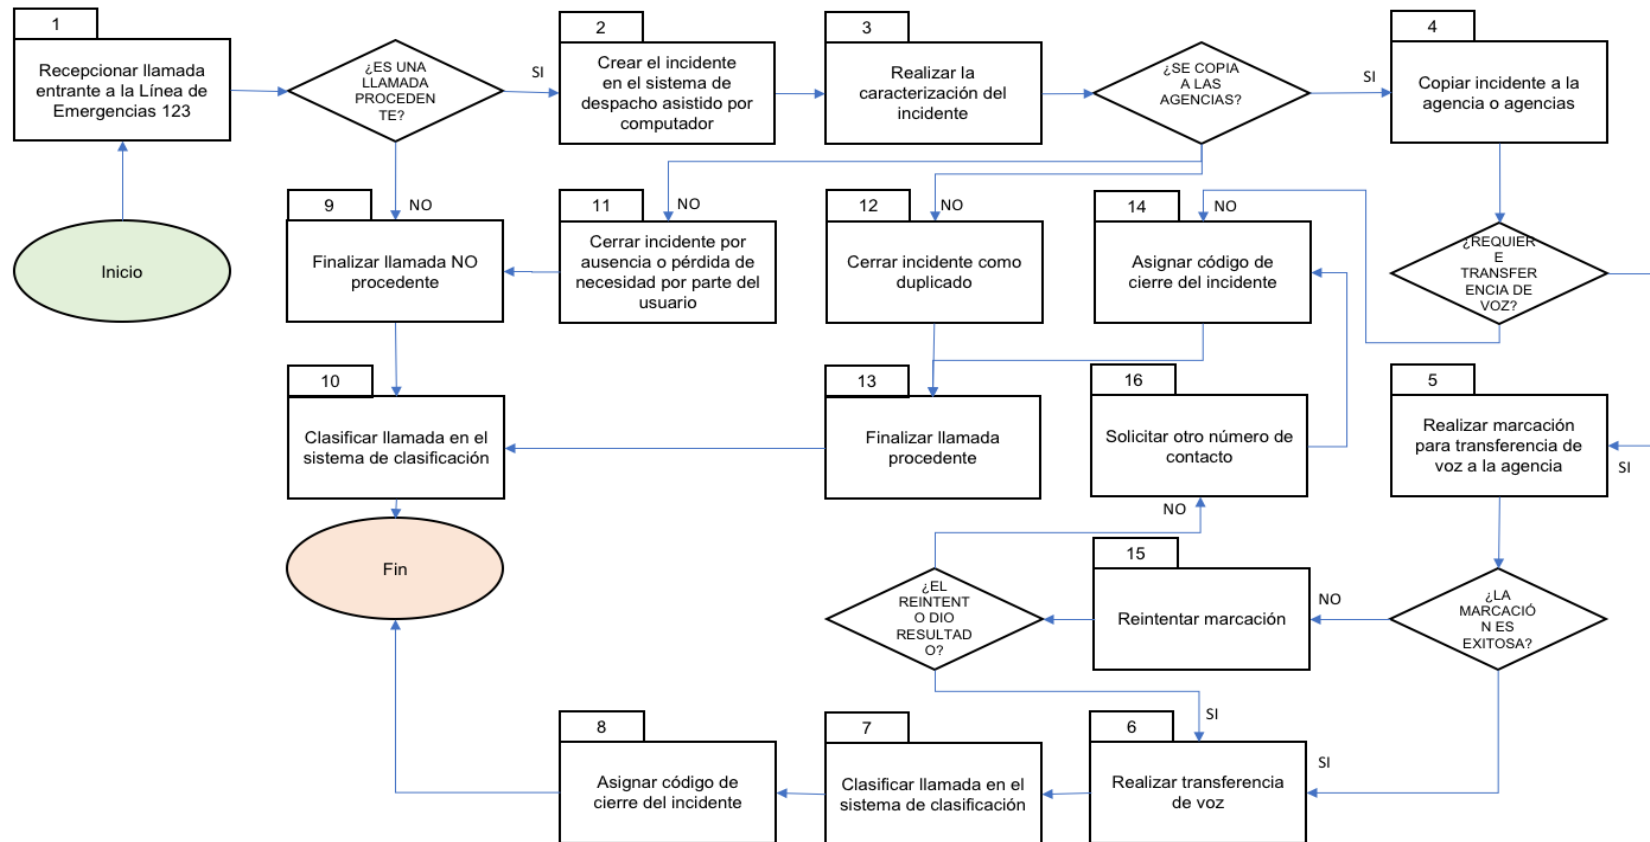 1
Recepcionar llamada
entrante a la Línea de
Emergencias 123
¿ES UNA
LLAMADA
PROCEDEN
TE?
SI
2
Crear el incidente
en el sistema de
despacho asistido por
computador
3
Realizar la
caracterización del
incidente
¿SE COPIA
A LAS
AGENCIAS?
SI
4
Copiar incidente a la
agencia o agencias
Inicio
NO
9
Finalizar llamada NO
procedente
NO
11
Cerrar incidente por
ausencia o pérdida de
necesidad por parte del
usuario
NO
12
Cerrar incidente como
duplicado
NO
14
Asignar código de
cierre del incidente
¿REQUIER
E
TRANSFER
ENCIA DE
VOZ?
10
Clasificar llamada en el
sistema de clasificación
13
Finalizar llamada
procedente
16
Solicitar otro número de
contacto
5
Realizar marcación
para transferencia de
voz a la agencia
SI
Fin
NO
¿EL
REINTENT
O DIO
RESULTAD
O?
15
Reintentar marcación
NO
¿LA
MARCACIÓ
N ES
EXITOSA?
8
Asignar código de
cierre del incidente
7
Clasificar llamada en el
sistema de clasificación
SI
6
Realizar transferencia
de voz
SI